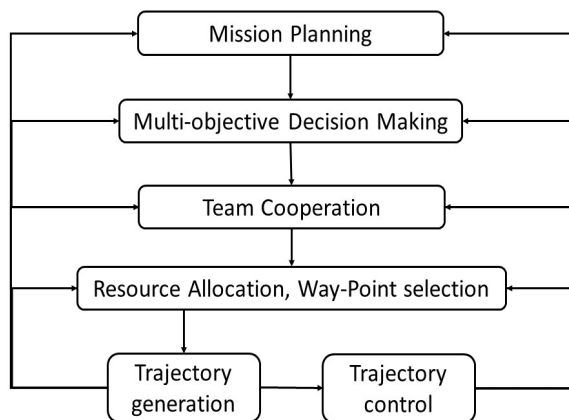 Mission Planning
Multi-objective Decision Making
Team Cooperation
Resource Allocation, Way-Point selection
Trajectory
generation
Trajectory
control